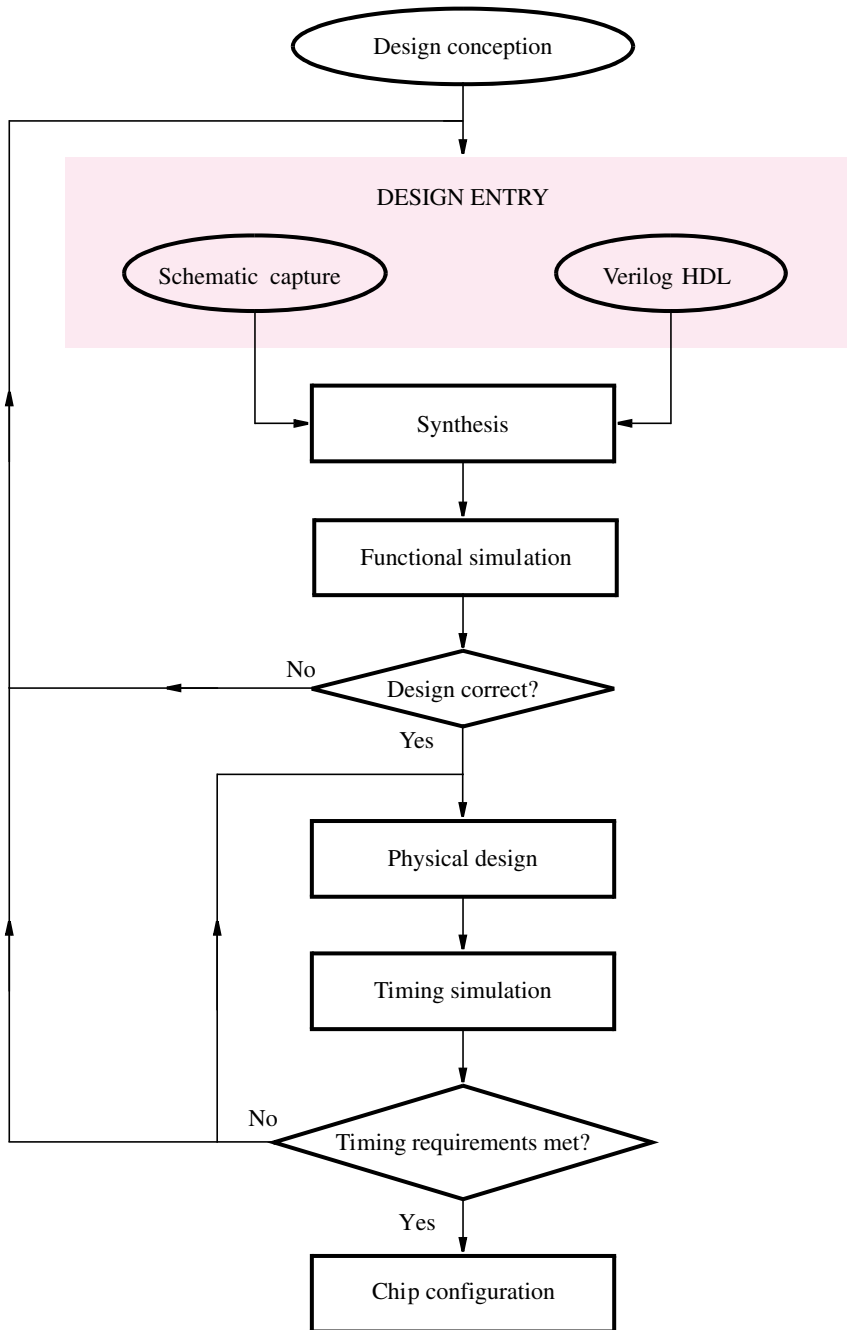 Design conception
DESIGN ENTRY
Schematic capture
Verilog HDL
Synthesis
Functional simulation
No
Design correct?
Yes
Physical design
Timing simulation
No
Timing requirements met?
Yes
Chip configuration